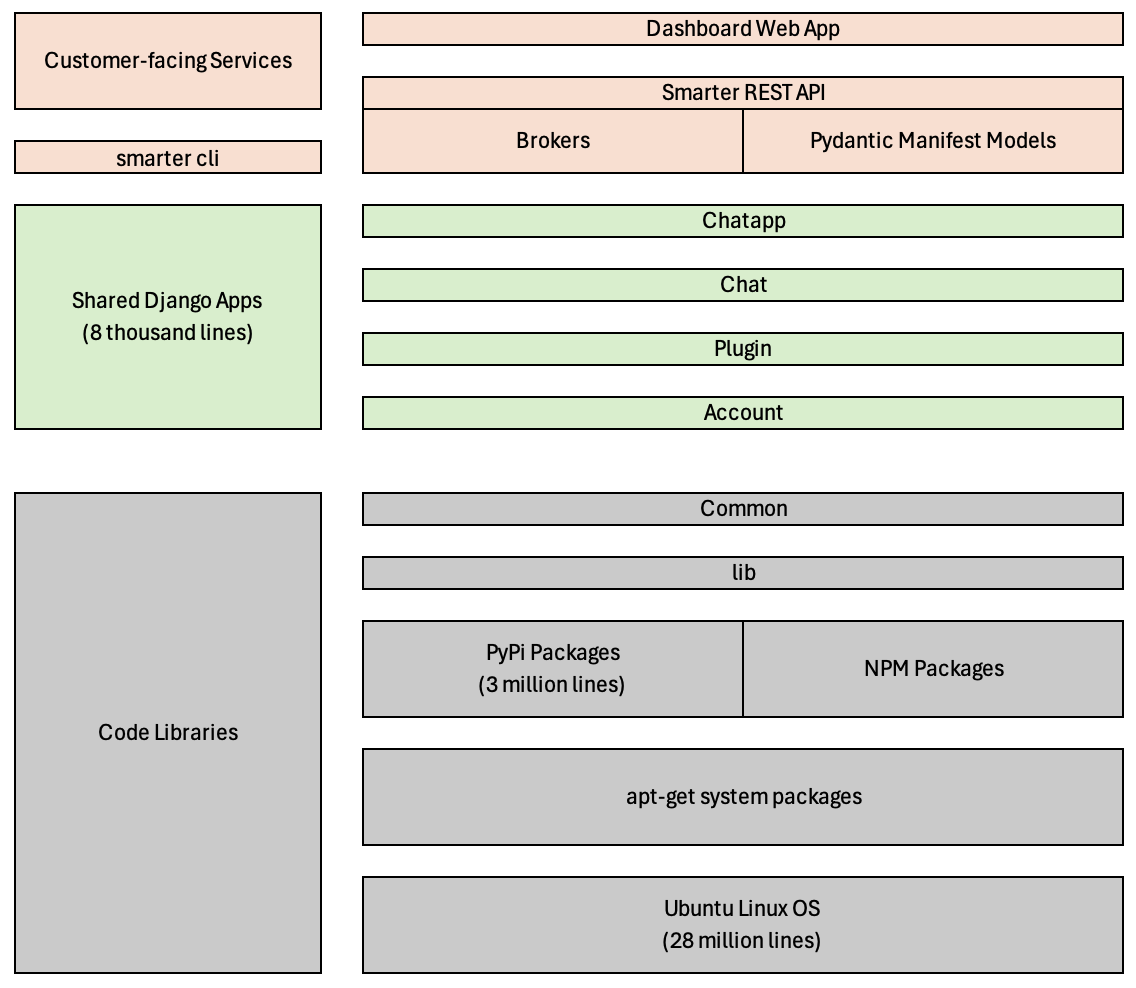 Customer-facing Services
Dashboard Web App
Smarter REST API
Brokers
Pydantic Manifest Models
smarter cli
Shared Django Apps
(8 thousand lines)
Chatapp
Chat
Plugin
Account
Code Libraries
Common
lib
PyPi Packages
(3 million lines)
NPM Packages
apt-get system packages
Ubuntu Linux OS
(28 million lines)